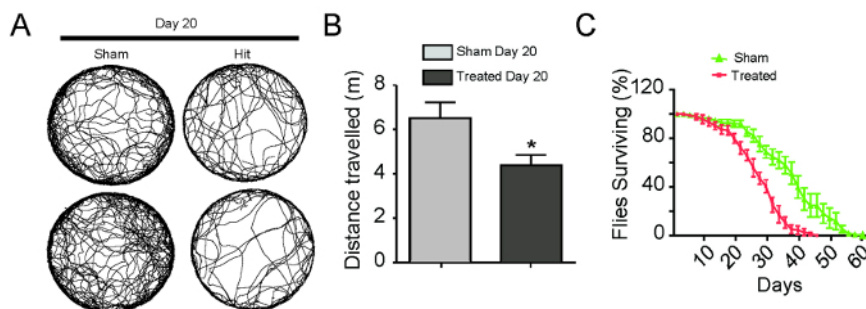 A
Day 20
Sham
Hit
B
Sham Day 20
Treated Day 20
Distance travelled (m)
8
6
4
2
0
*
C
Sham
Treated
Flies Surviving (%)
120
80
40
0
10
20
30
40
50
60
Days